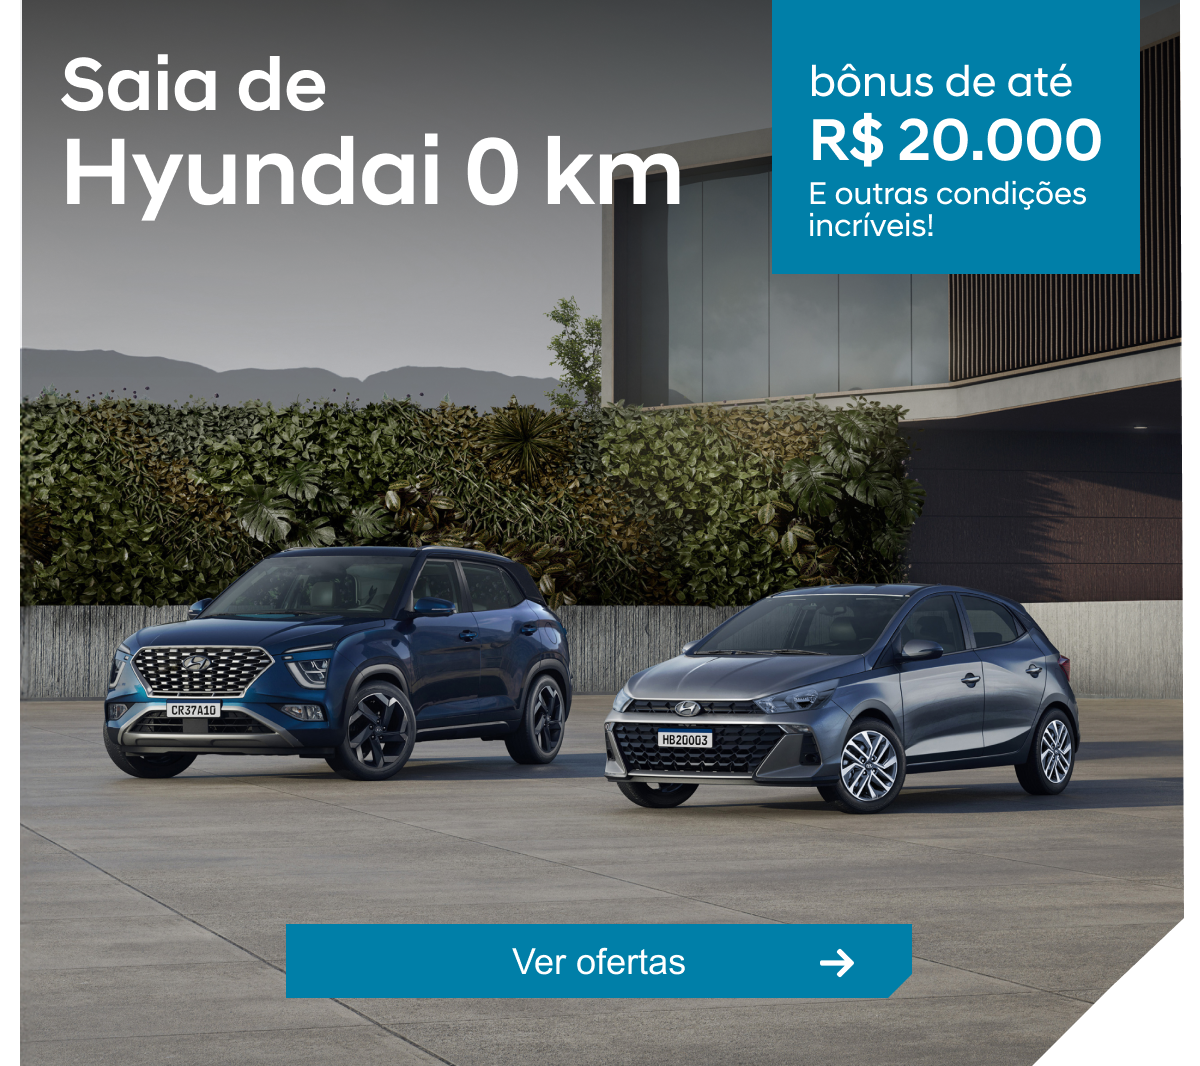 Saia de
Hyundai 0 km
bônus de até
R$ 20.000
E outras condições
incríveis!
CR37A10
HB20003
Ver ofertas